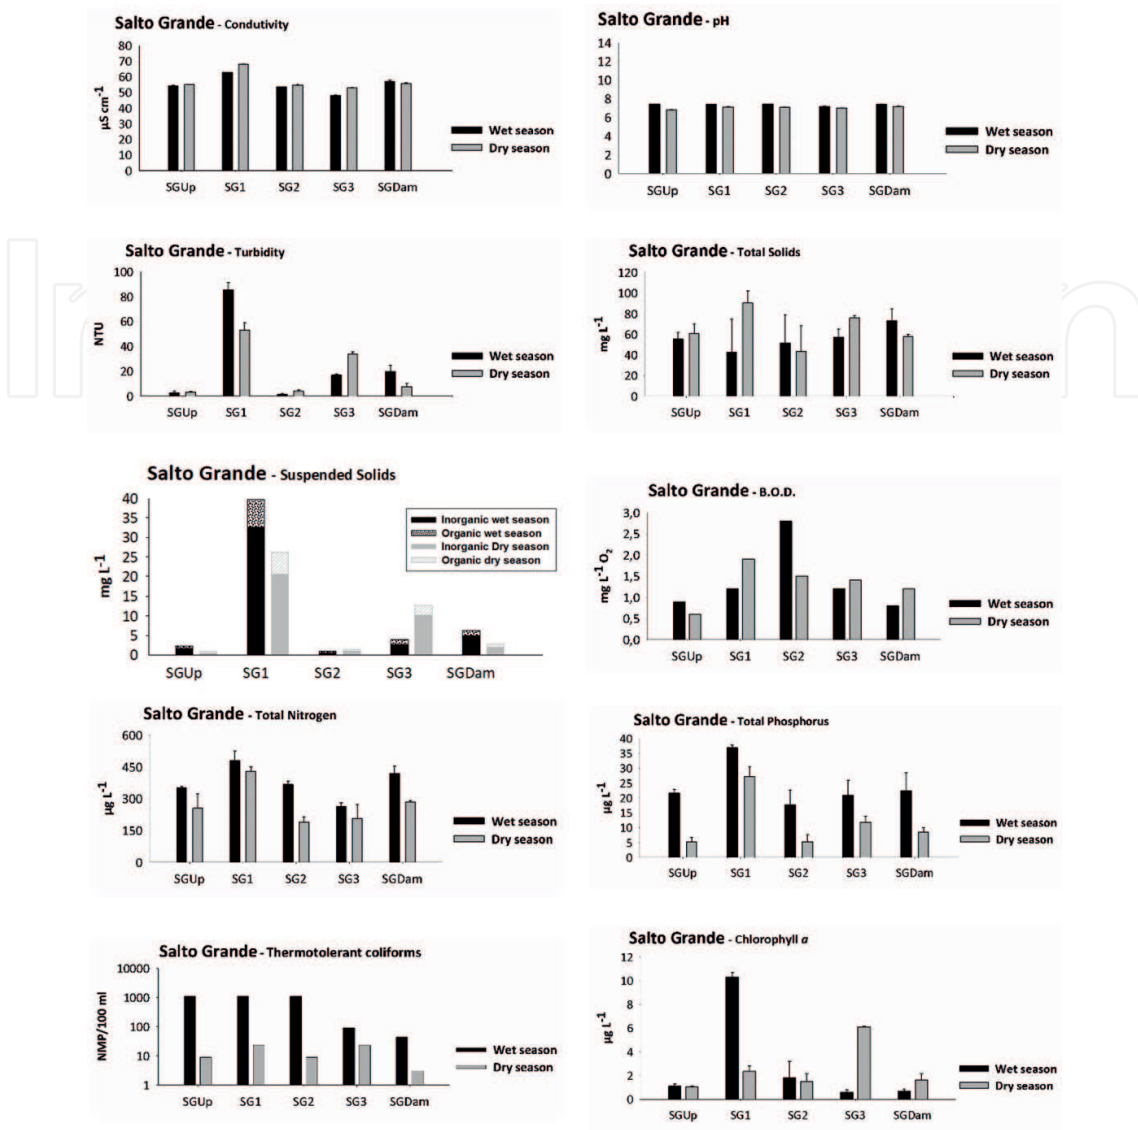 Salto Grande - Condutivity
80
70
60
50
40
30
20
10
0
µS cm-1
SGUp SG1 SG2 SG3 SGDam
Wet season
Dry season
Salto Grande - pH
14
12
10
8
6
4
2
0
SGUp SG1 SG2 SG3 SGDam
Wet season
Dry season
Salto Grande - Turbidity
100
80
60
40
20
0
NTU
SGUp SG1 SG2 SG3 SGDam
Wet season
Dry season
Salto Grande - Total Solids
120
100
80
60
40
20
0
mg L-1
SGUp SG1 SG2 SG3 SGDam
Wet season
Dry season
Salto Grande - Suspended Solids
40
35
30
25
20
15
10
5
0
mg L-1
SGUp SG1 SG2 SG3 SGDam
Inorganic wet season
Organic wet season
Inorganic Dry season
Organic dry season
Salto Grande - B.O.D.
3,0
2,5
2,0
1,5
1,0
0,5
0,0
mg L-1 O2
SGUp SG1 SG2 SG3 SGDam
Wet season
Dry season
Salto Grande - Total Nitrogen
600
450
300
150
0
µg L-1
SGUp SG1 SG2 SG3 SGDam
Wet season
Dry season
Salto Grande - Total Phosphorus
40
35
30
25
20
15
10
5
0
µg L-1
SGUp SG1 SG2 SG3 SGDam
Wet season
Dry season
Salto Grande - Thermotolerant coliforms
10000
1000
100
10
1
NMP/100 ml
SGUp SG1 SG2 SG3 SGDam
Wet season
Dry season
Salto Grande - Chlorophyll a
12
10
8
6
4
2
0
µg L-1
SGUp SG1 SG2 SG3 SGDam
Wet season
Dry season